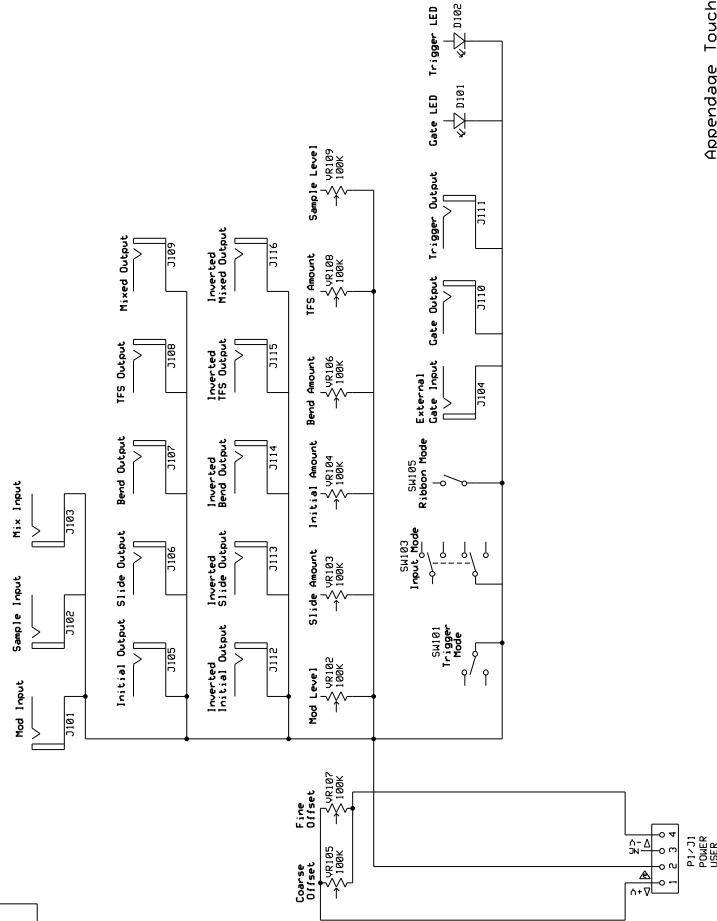 Mod Input
J101
Sample Input
J102
Mix Input
J103
Initial Output
J105
Slide Output
J106
Bend Output
J107
TFS Output
J108
Mixed Output
J109
Inverted
Initial Output
J112
Inverted
Slide Output
J113
Inverted
Bend Output
J114
Inverted
TFS Output
J115
Inverted
Mixed Output
J116
Coarse
Offset
VR105
100K
Fine
Offset
VR107
100K
Mod Level
VR102
100K
Slide Amount
VR103
100K
Initial Amount
VR104
100K
Bend Amount
VR106
100K
TFS Amount
VR108
100K
Sample Level
VR109
100K
SW101
Trigger
Mode
SW103
Input Mode
SW105
Ribbon Mode
External
Gate Input
J104
Gate Output
J110
Trigger Output
J111
Gate LED
D101
Trigger LED
D102
V+
V-
1
2
3
4
P1/J1
POWER
USER
Appendage Touch